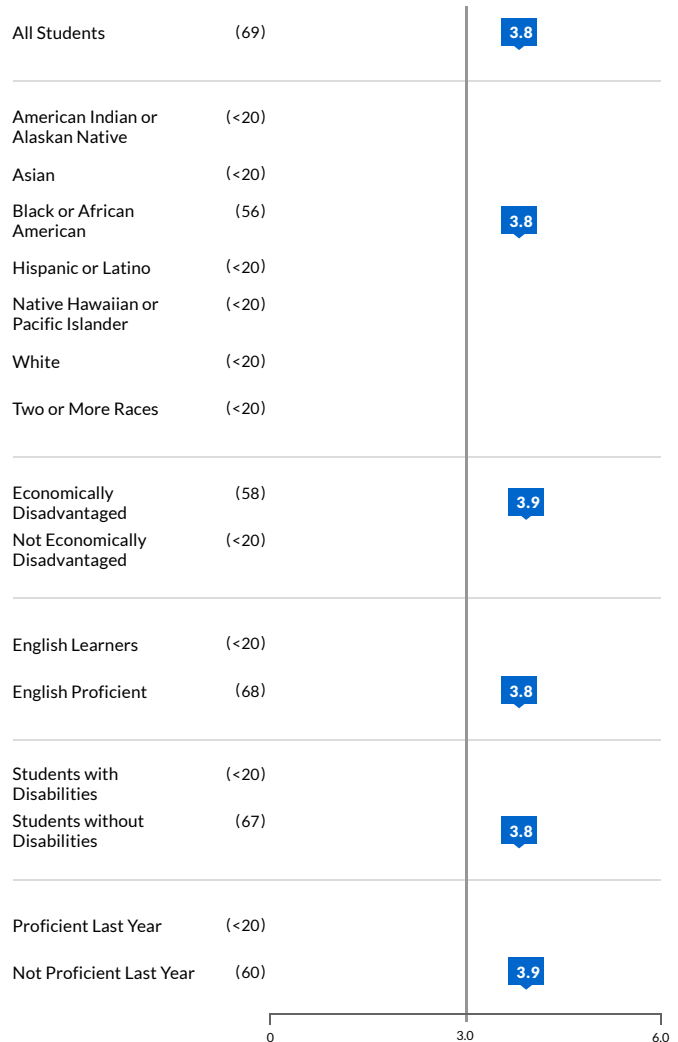 All Students (69) 3.8
American Indian or (<20)
Alaskan Native
Asian (<20)
Black or African (56) 3.8
American
Hispanic or Latino (<20)
Native Hawaiian or (<20)
Pacific Islander
White (<20)
Two or More Races (<20)
Economically (58) 3.9
Disadvantaged
Not Economically (<20)
Disadvantaged
English Learners (<20)
English Proficient (68) 3.8
Students with (<20)
Disabilities
Students without (67) 3.8
Disabilities
Proficient Last Year (<20)
Not Proficient Last Year (60) 3.9
0 3.0 6.0